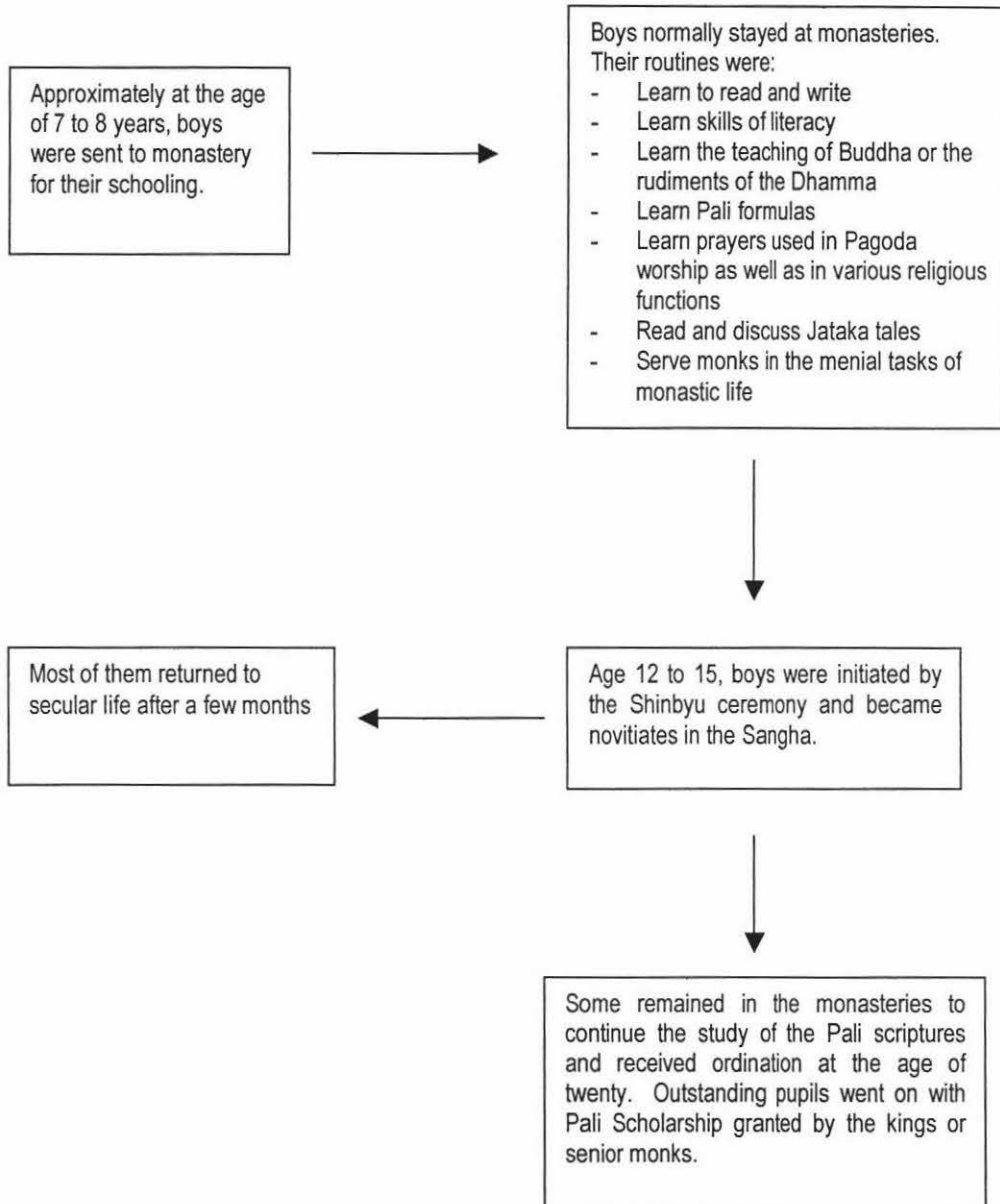 Approximately at the age
of 7 to 8 years, boys
were sent to monastery
for their schooling.
Boys normally stayed at monasteries.
Their routines were:
- Learn to read and write
- Learn skills of literacy
- Learn the teaching of Buddha or the
rudiments of the Dhamma
- Learn Pali formulas
- Learn prayers used in Pagoda
worship as well as in various religious
functions
- Read and discuss Jataka tales
- Serve monks in the menial tasks of
monastic life
Most of them returned to
secular life after a few months
Age 12 to 15, boys were initiated by
the Shinbyu ceremony and became
novitiates in the Sangha.
Some remained in the monasteries to
continue the study of the Pali scriptures
and received ordination at the age of
twenty. Outstanding pupils went on with
Pali Scholarship granted by the kings or
senior monks.